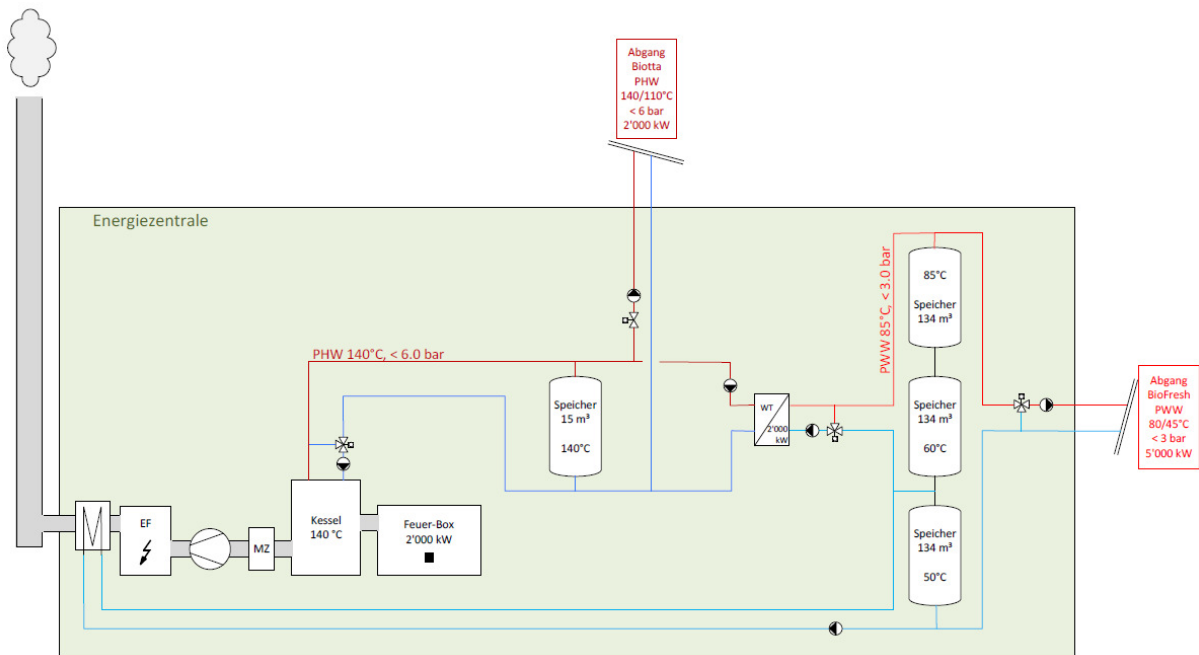 Abgang
Biotta
PHW
140/110°C
< 6 bar
2'000 kW
Energiezentrale
PHW 140°C, < 6.0 bar
PWW 85°C, < 3.0 bar
85°C
Speicher
134 m³
Speicher
15 m³
140°C
WT
2'000
kW
Speicher
134 m³
60°C
Abgang
BioFresh
PWW
80/45°C
< 3 bar
5'000 kW
EF
MZ
Kessel
140 °C
Feuer-Box
2'000 kW
Speicher
134 m³
50°C